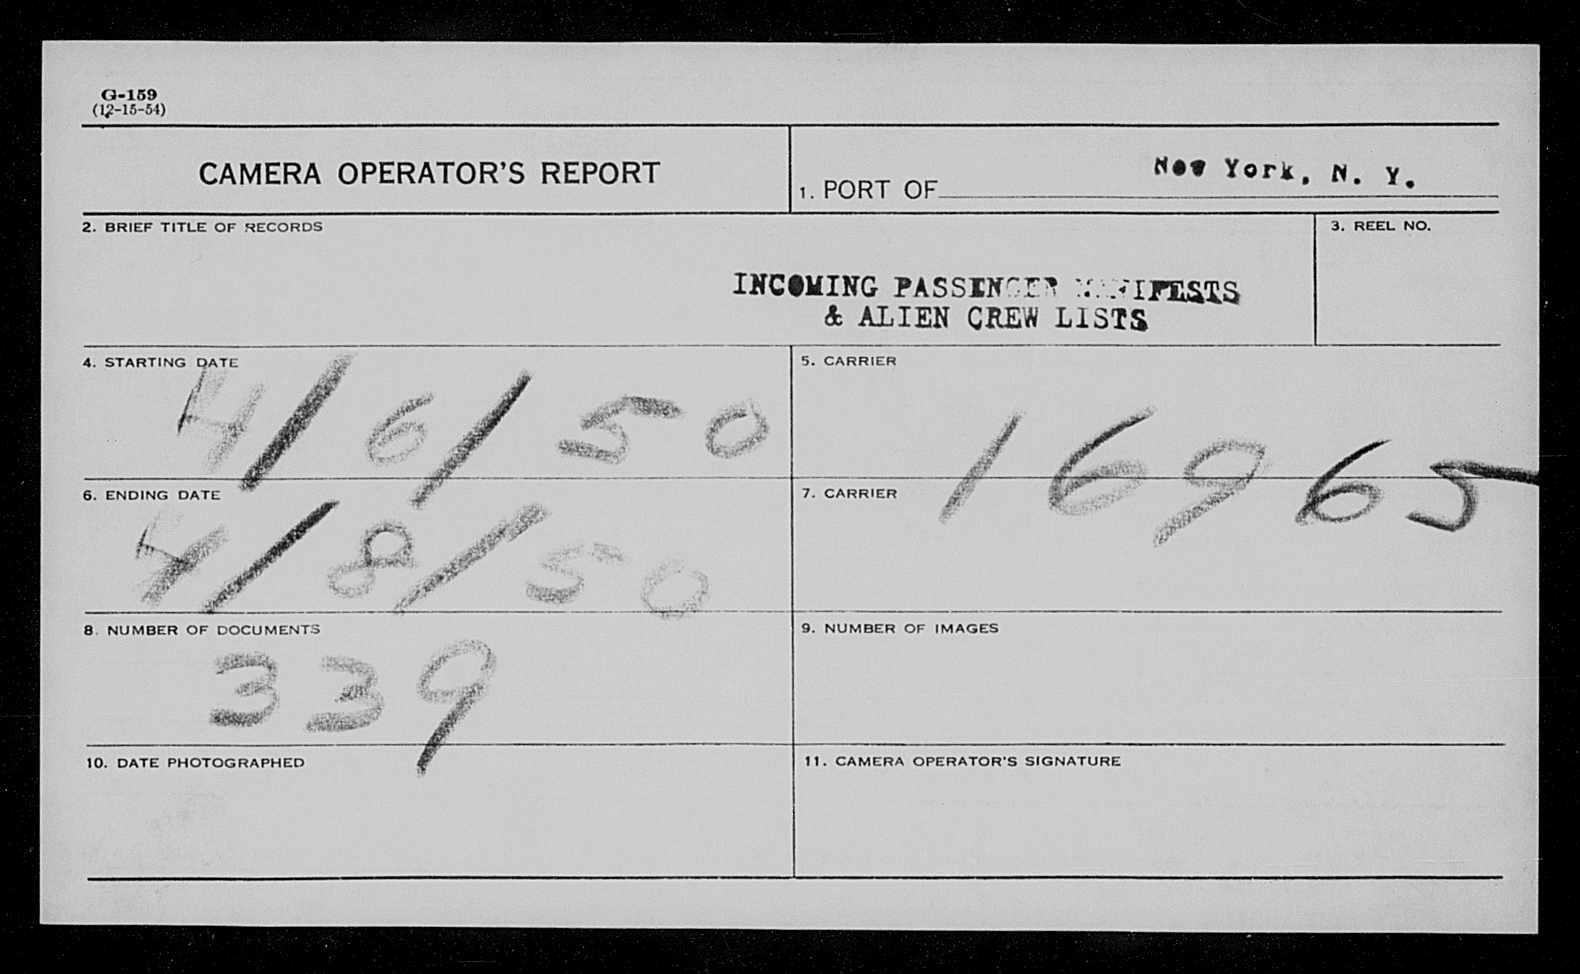 G-159
(12-15-54)
CAMERA OPERATOR'S REPORT
1. PORT OF New York, N. Y.
2. BRIEF TITLE OF RECORDS
INCOMING PASSENGER MANIFESTS
& ALIEN CREW LISTS
3. REEL NO.
4. STARTING DATE
4/6/50
5. CARRIER
16965
6. ENDING DATE
4/8/50
7. CARRIER
8. NUMBER OF DOCUMENTS
339
9. NUMBER OF IMAGES
10. DATE PHOTOGRAPHED
11. CAMERA OPERATOR'S SIGNATURE